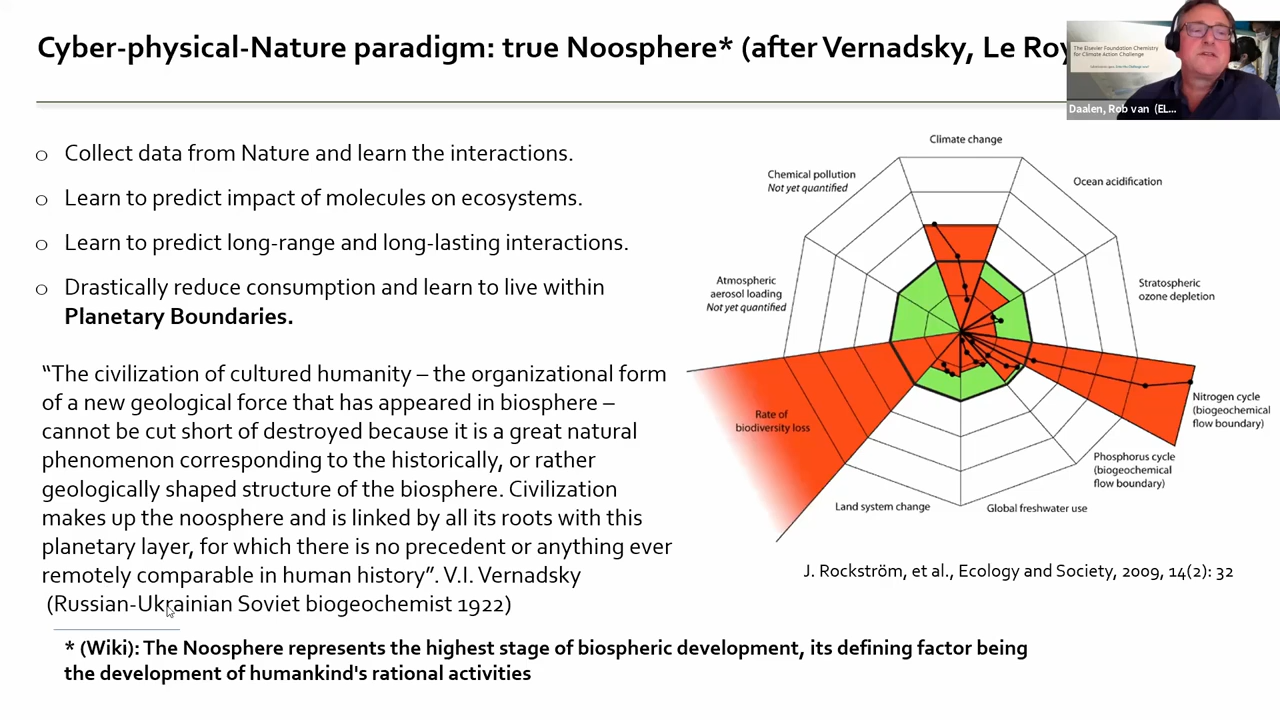 Cyber-physical-Nature paradigm: true Noosphere* (after Vernadsky, Le Roy
The Elsevier Foundation Chemistry
for Climate Action Challenge
Daalen, Rob van (EL...
o Collect data from Nature and learn the interactions.
o Learn to predict impact of molecules on ecosystems.
o Learn to predict long-range and long-lasting interactions.
o Drastically reduce consumption and learn to live within
Planetary Boundaries.
“The civilization of cultured humanity – the organizational form
of a new geological force that has appeared in biosphere –
cannot be cut short of destroyed because it is a great natural
phenomenon corresponding to the historically, or rather
geologically shaped structure of the biosphere. Civilization
makes up the noosphere and is linked by all its roots with this
planetary layer, for which there is no precedent or anything ever
remotely comparable in human history”. V.I. Vernadsky
(Russian-Ukrainian Soviet biogeochemist 1922)
Climate change
Chemical pollution
Not yet quantified
Ocean acidification
Atmospheric
aerosol loading
Not yet quantified
Stratospheric
ozone depletion
Rate of
biodiversity loss
Nitrogen cycle
(biogeochemical
flow boundary)
Phosphorus cycle
(biogeochemical
flow boundary)
Land system change
Global freshwater use
J. Rockström, et al., Ecology and Society, 2009, 14(2): 32
* (Wiki): The Noosphere represents the highest stage of biospheric development, its defining factor being
the development of humankind's rational activities